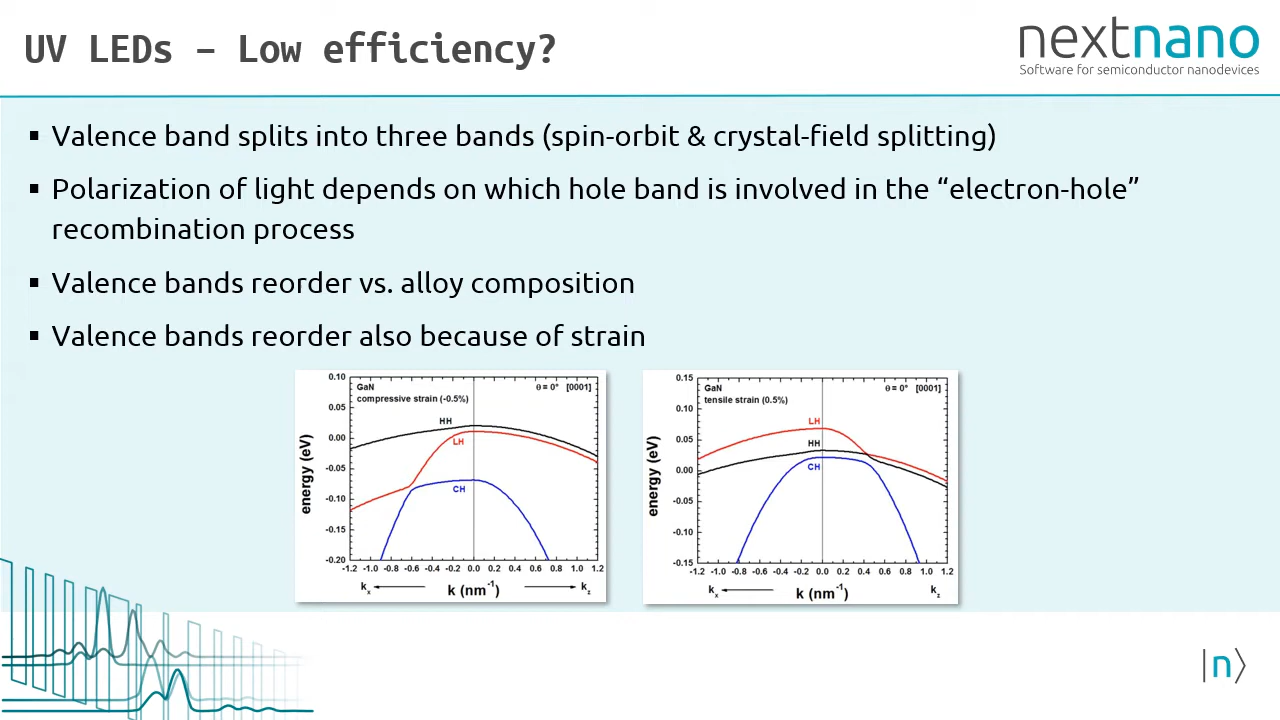 UV LEDs – Low efficiency?
nextnano
Software for semiconductor nanodevices
▪ Valence band splits into three bands (spin-orbit & crystal-field splitting)
▪ Polarization of light depends on which hole band is involved in the “electron-hole”
recombination process
▪ Valence bands reorder vs. alloy composition
▪ Valence bands reorder also because of strain
GaN
θ = 0° [0001]
compressive strain (-0.5%)
HH
LH
CH
energy (eV)
0.10
0.05
0.00
-0.05
-0.10
-0.15
-0.20
-1.2 -1.0 -0.8 -0.6 -0.4 -0.2 0.0 0.2 0.4 0.6 0.8 1.0 1.2
kx k (nm-1) kz
GaN
θ = 0° [0001]
tensile strain (0.5%)
LH
HH
CH
energy (eV)
0.15
0.10
0.05
0.00
-0.05
-0.10
-0.15
-1.2 -1.0 -0.8 -0.6 -0.4 -0.2 0.0 0.2 0.4 0.6 0.8 1.0 1.2
kx k (nm-1) kz
|n⟩